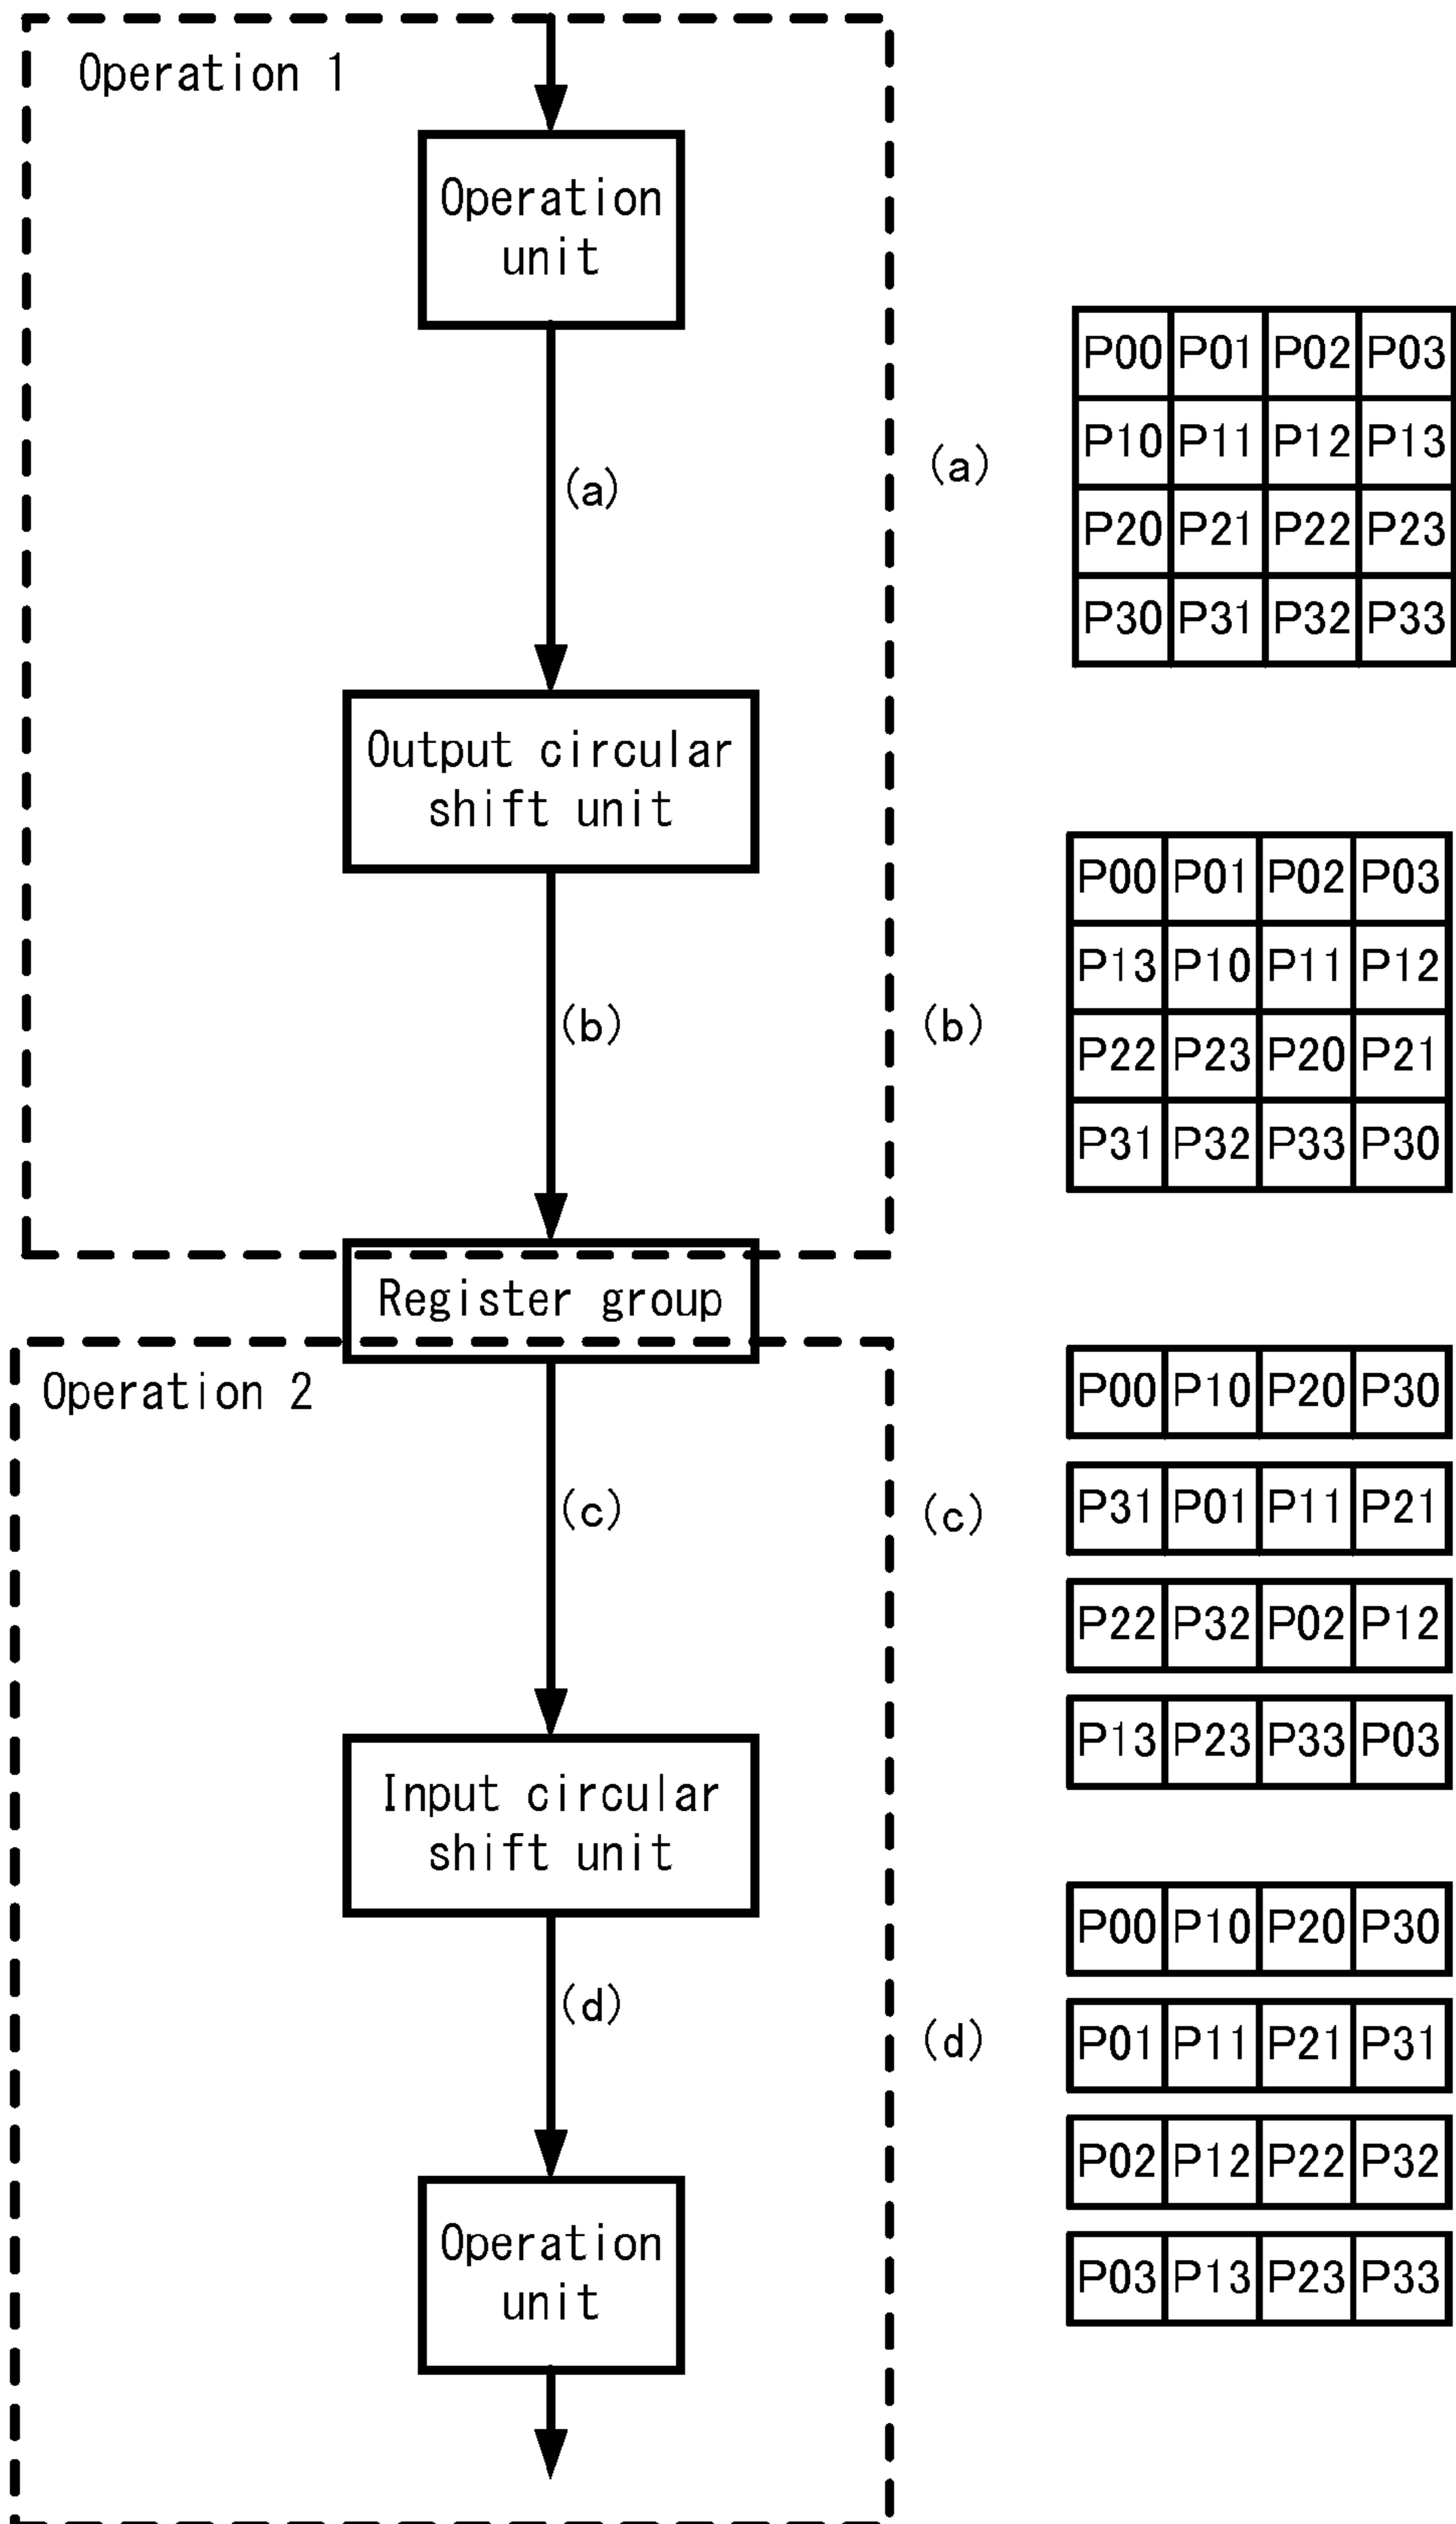 Operation 1
Operation
unit
(a)
Output circular
shift unit
(b)
Register group
Operation 2
(c)
Input circular
shift unit
(d)
Operation
unit
(a)
P00 P01 P02 P03
P10 P11 P12 P13
P20 P21 P22 P23
P30 P31 P32 P33
(b)
P00 P01 P02 P03
P13 P10 P11 P12
P22 P23 P20 P21
P31 P32 P33 P30
(c)
P00 P10 P20 P30
P31 P01 P11 P21
P22 P32 P02 P12
P13 P23 P33 P03
(d)
P00 P10 P20 P30
P01 P11 P21 P31
P02 P12 P22 P32
P03 P13 P23 P33